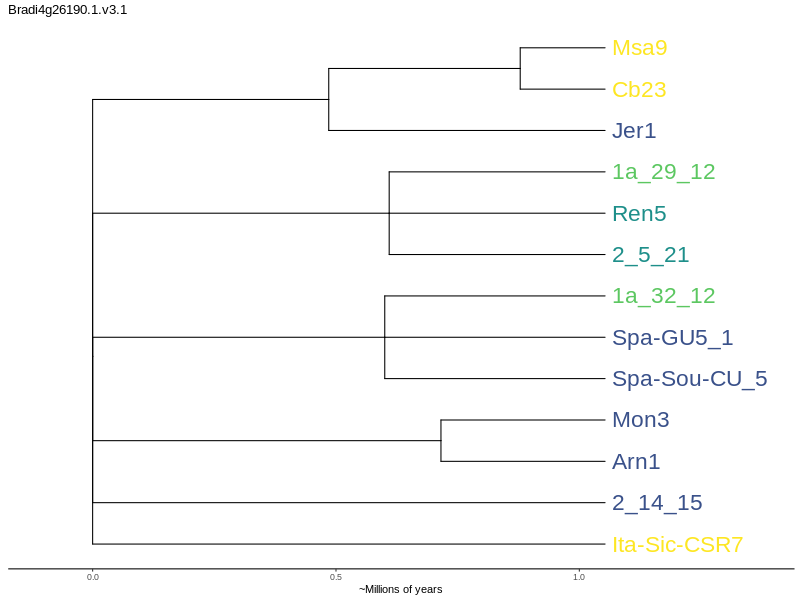 Bradi4g26190.1.v3.1
Msa9
Cb23
Jer1
1a_29_12
Ren5
2_5_21
1a_32_12
Spa-GU5_1
Spa-Sou-CU_5
Mon3
Arn1
2_14_15
Ita-Sic-CSR7
0.0 0.5 1.0
~Millions of years